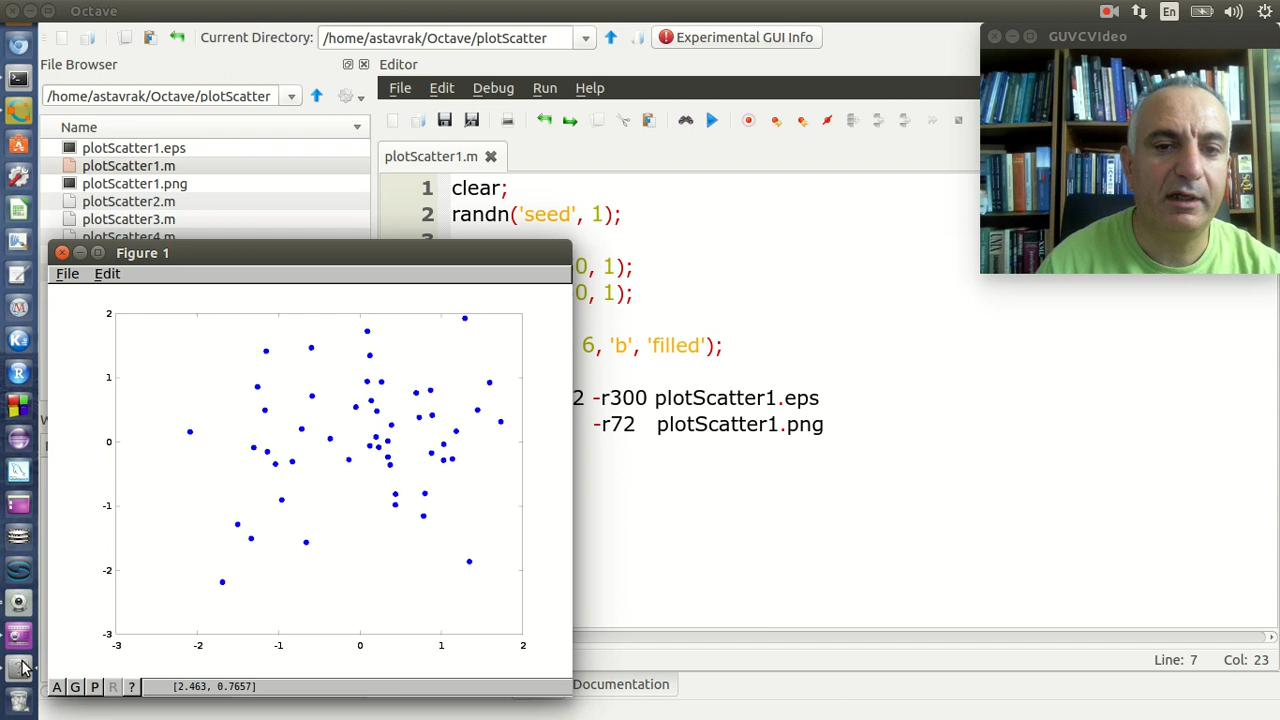 Octave
En
Current Directory: /home/astavrak/Octave/plotScatter
Experimental GUI Info
GUVCVIdeo
File Browser
Editor
/home/astavrak/Octave/plotScatter
File Edit Debug Run Help
Name
plotScatter1.eps
plotScatter1.m
plotScatter1.png
plotScatter2.m
plotScatter3.m
plotScatter4.m
plotScatter1.m
1 clear;
2 randn('seed', 1);
0, 1);
0, 1);
6, 'b', 'filled');
2 -r300 plotScatter1.eps
-r72 plotScatter1.png
Figure 1
File Edit
2
1
0
-1
-2
-3
-3 -2 -1 0 1 2
A G P R ? [2.463, 0.7657]
Documentation
Line: 7 Col: 23